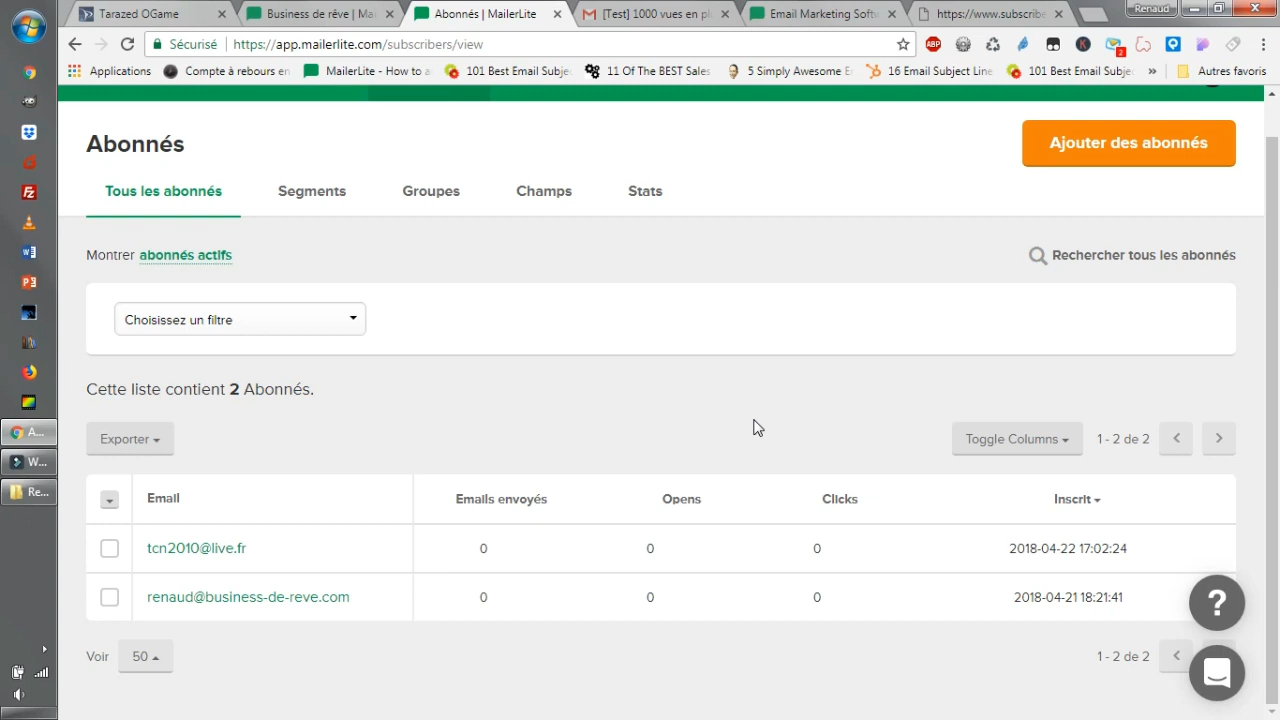 Tarazed OGame
Business de rêve | Mai
Abonnés | MailerLite
[Test] 1000 vues en pl
Email Marketing Softw
https://www.subscribe
Renaud
Sécurisé
https://app.mailerlite.com/subscribers/view
ABP
2
Applications
Compte à rebours en
MailerLite - How to a
101 Best Email Subje
11 Of The BEST Sales
5 Simply Awesome E
16 Email Subject Line
101 Best Email Subje
»
Autres favoris
Abonnés
Ajouter des abonnés
Tous les abonnés
Segments
Groupes
Champs
Stats
Montrer abonnés actifs
Rechercher tous les abonnés
Choisissez un filtre
Cette liste contient 2 Abonnés.
Exporter
Toggle Columns
1 - 2 de 2
Email
Emails envoyés
Opens
Clicks
Inscrit
tcn2010@live.fr
0
0
0
2018-04-22 17:02:24
renaud@business-de-reve.com
0
0
0
2018-04-21 18:21:41
?
Voir
50
1 - 2 de 2
A...
W...
Re...